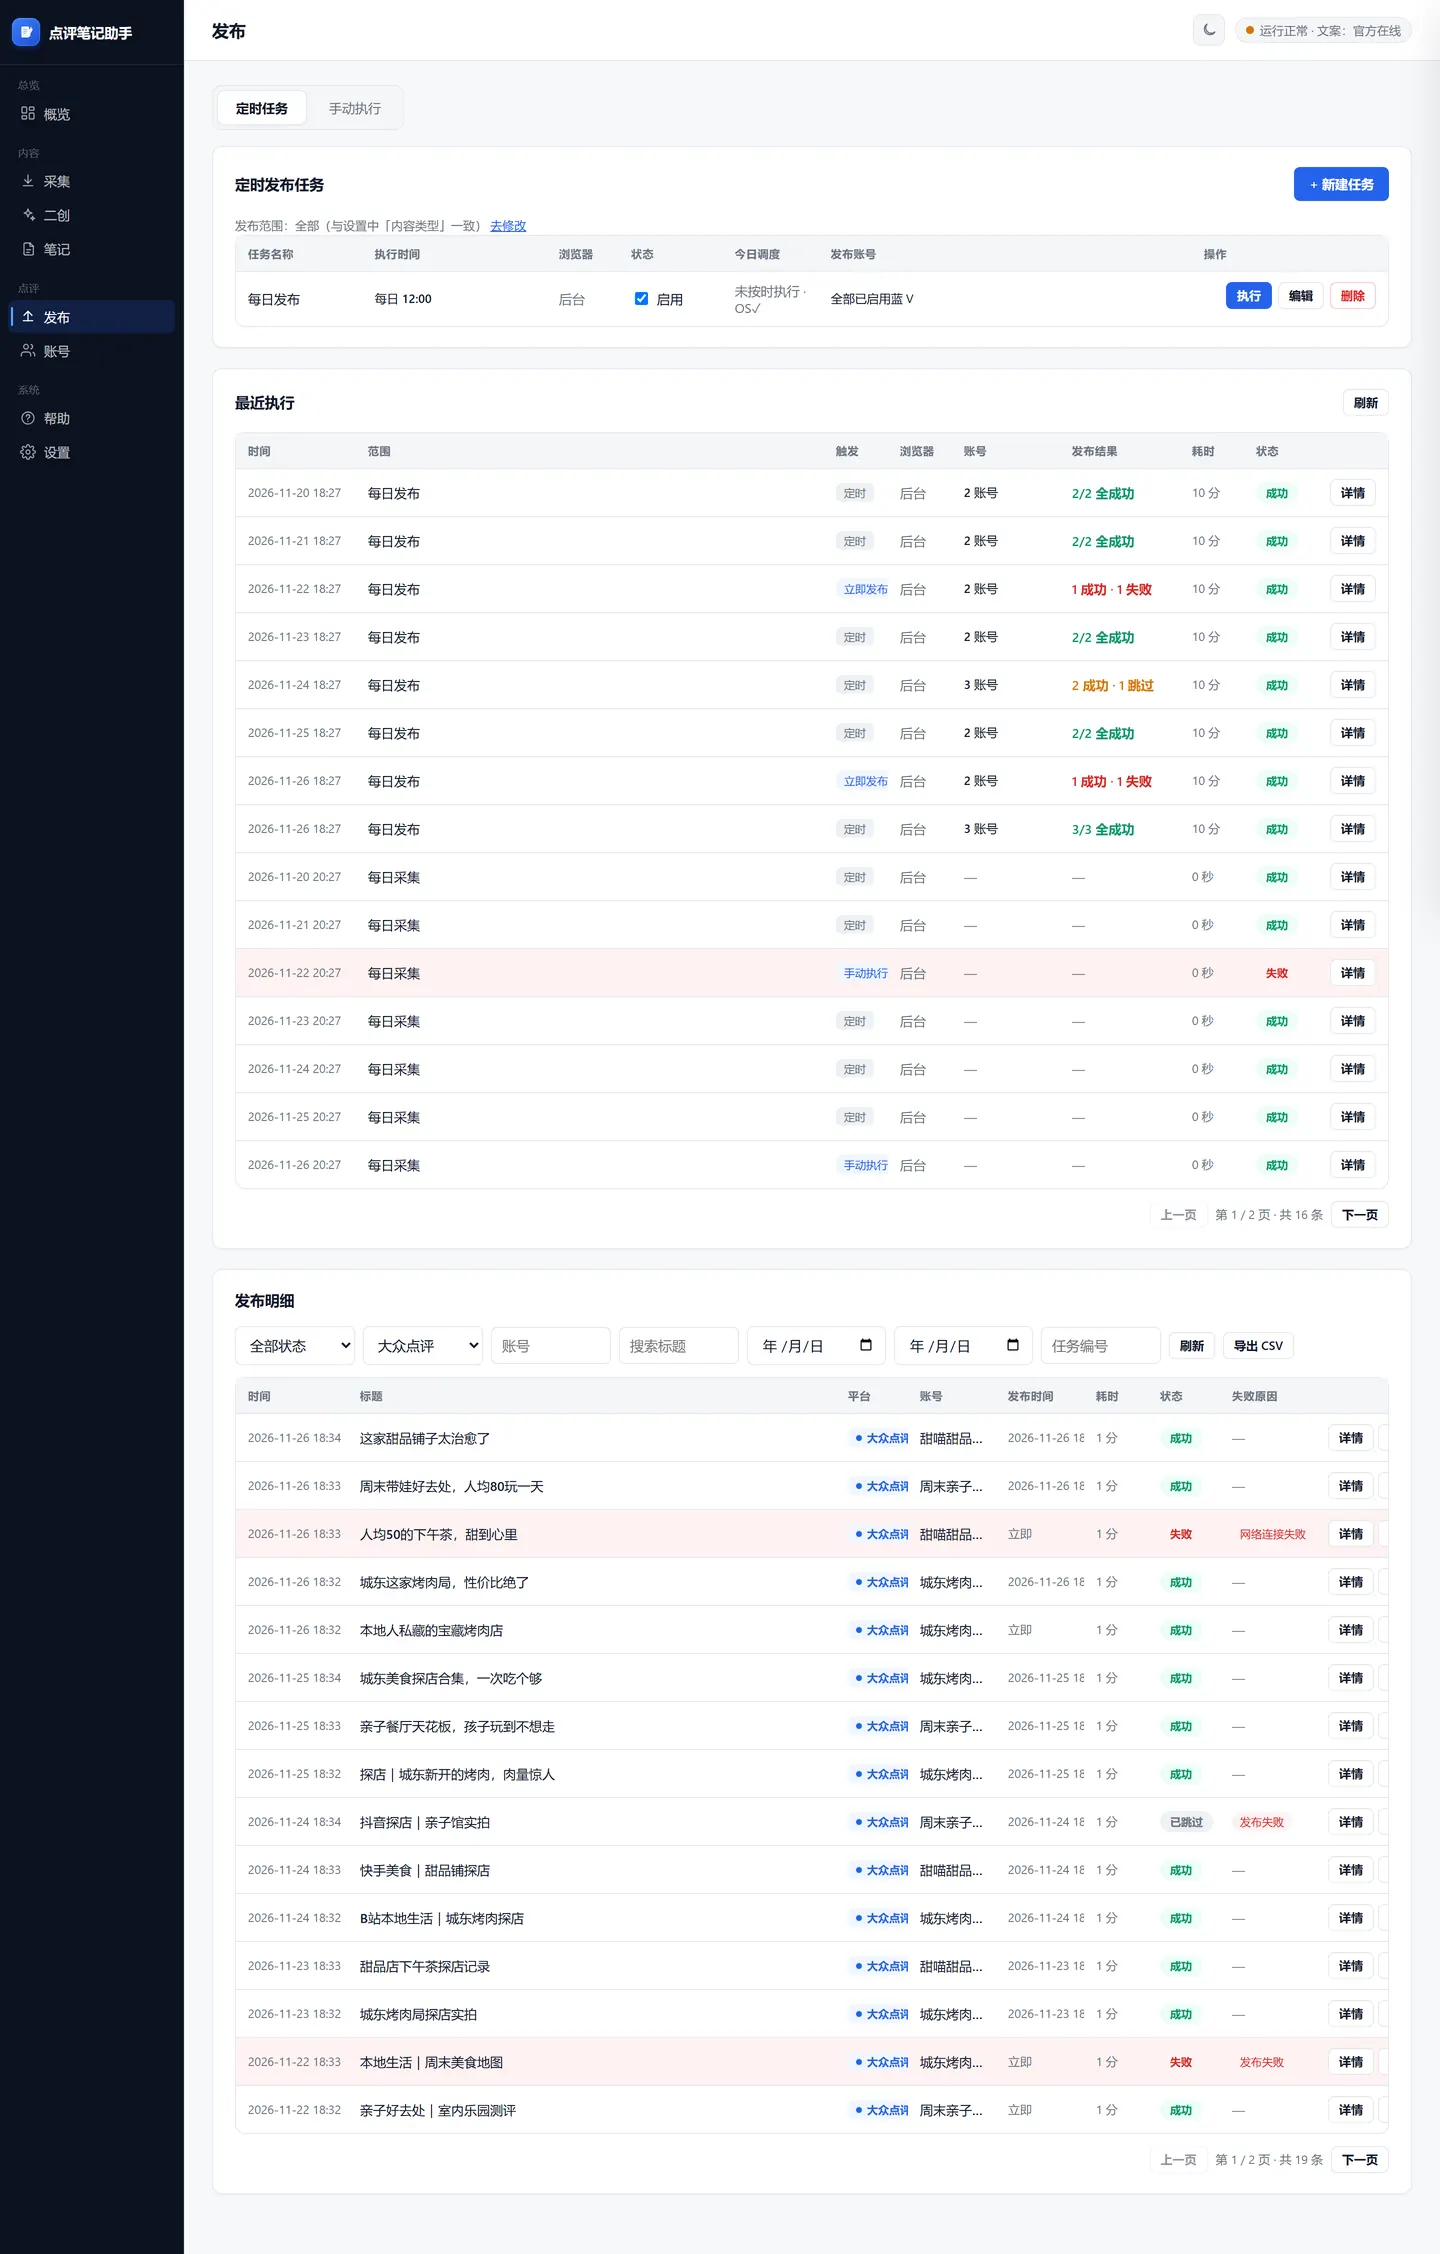 点评笔记助手
总览
概览
内容
采集
二创
笔记
点评
发布
账号
系统
帮助
设置
发布
运行正常 · 文案：官方在线
定时任务 手动执行
定时发布任务
+ 新建任务
发布范围：全部（与设置中「内容类型」一致） 去修改
任务名称 执行时间 浏览器 状态 今日调度 发布账号 操作
每日发布 每日 12:00 后台 启用 未按时执行 · OS✓ 全部已启用蓝 V 执行 编辑 删除
最近执行
刷新
时间 范围 触发 浏览器 账号 发布结果 耗时 状态
2026-11-20 18:27 每日发布 定时 后台 2 账号 2/2 全成功 10 分 成功 详情
2026-11-21 18:27 每日发布 定时 后台 2 账号 2/2 全成功 10 分 成功 详情
2026-11-22 18:27 每日发布 立即发布 后台 2 账号 1 成功 · 1 失败 10 分 成功 详情
2026-11-23 18:27 每日发布 定时 后台 2 账号 2/2 全成功 10 分 成功 详情
2026-11-24 18:27 每日发布 定时 后台 3 账号 2 成功 · 1 跳过 10 分 成功 详情
2026-11-25 18:27 每日发布 定时 后台 2 账号 2/2 全成功 10 分 成功 详情
2026-11-26 18:27 每日发布 立即发布 后台 2 账号 1 成功 · 1 失败 10 分 成功 详情
2026-11-26 18:27 每日发布 定时 后台 3 账号 3/3 全成功 10 分 成功 详情
2026-11-20 20:27 每日采集 定时 后台 — — 0 秒 成功 详情
2026-11-21 20:27 每日采集 定时 后台 — — 0 秒 成功 详情
2026-11-22 20:27 每日采集 手动执行 后台 — — 0 秒 失败 详情
2026-11-23 20:27 每日采集 定时 后台 — — 0 秒 成功 详情
2026-11-24 20:27 每日采集 定时 后台 — — 0 秒 成功 详情
2026-11-25 20:27 每日采集 定时 后台 — — 0 秒 成功 详情
2026-11-26 20:27 每日采集 手动执行 后台 — — 0 秒 成功 详情
上一页 第 1 / 2 页 · 共 16 条 下一页
发布明细
全部状态 大众点评 账号 搜索标题 年 /月/日 年 /月/日 任务编号 刷新 导出 CSV
时间 标题 平台 账号 发布时间 耗时 状态 失败原因
2026-11-26 18:34 这家甜品铺子太治愈了 大众点评 甜喵甜品... 2026-11-26 18 1 分 成功 — 详情
2026-11-26 18:33 周末带娃好去处，人均80玩一天 大众点评 周末亲子... 2026-11-26 18 1 分 成功 — 详情
2026-11-26 18:33 人均50的下午茶，甜到心里 大众点评 甜喵甜品... 立即 1 分 失败 网络连接失败 详情
2026-11-26 18:32 城东这家烤肉局，性价比绝了 大众点评 城东烤肉... 2026-11-26 18 1 分 成功 — 详情
2026-11-26 18:32 本地人私藏的宝藏烤肉店 大众点评 城东烤肉... 立即 1 分 成功 — 详情
2026-11-25 18:34 城东美食探店合集，一次吃个够 大众点评 城东烤肉... 2026-11-25 18 1 分 成功 — 详情
2026-11-25 18:33 亲子餐厅天花板，孩子玩到不想走 大众点评 周末亲子... 2026-11-25 18 1 分 成功 — 详情
2026-11-25 18:32 探店｜城东新开的烤肉，肉量惊人 大众点评 城东烤肉... 2026-11-25 18 1 分 成功 — 详情
2026-11-24 18:34 抖音探店｜亲子馆实拍 大众点评 周末亲子... 2026-11-24 18 1 分 已跳过 发布失败 详情
2026-11-24 18:33 快手美食｜甜品铺探店 大众点评 甜喵甜品... 2026-11-24 18 1 分 成功 — 详情
2026-11-24 18:32 B站本地生活｜城东烤肉探店 大众点评 城东烤肉... 2026-11-24 18 1 分 成功 — 详情
2026-11-23 18:33 甜品店下午茶探店记录 大众点评 甜喵甜品... 2026-11-23 18 1 分 成功 — 详情
2026-11-23 18:32 城东烤肉局探店实拍 大众点评 城东烤肉... 2026-11-23 18 1 分 成功 — 详情
2026-11-22 18:33 本地生活｜周末美食地图 大众点评 城东烤肉... 立即 1 分 失败 发布失败 详情
2026-11-22 18:32 亲子好去处｜室内乐园测评 大众点评 周末亲子... 立即 1 分 成功 — 详情
上一页 第 1 / 2 页 · 共 19 条 下一页